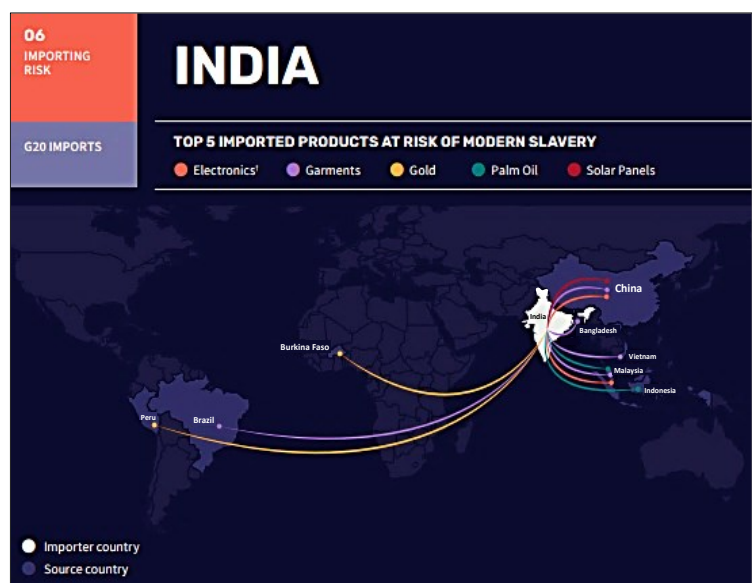 06
IMPORTING
RISK
INDIA
G20 IMPORTS
TOP 5 IMPORTED PRODUCTS AT RISK OF MODERN SLAVERY
Electronics† Garments Gold Palm Oil Solar Panels
China
India
Bangladesh
Burkina Faso
Vietnam
Malaysia
Indonesia
Peru
Brazil
Importer country
Source country